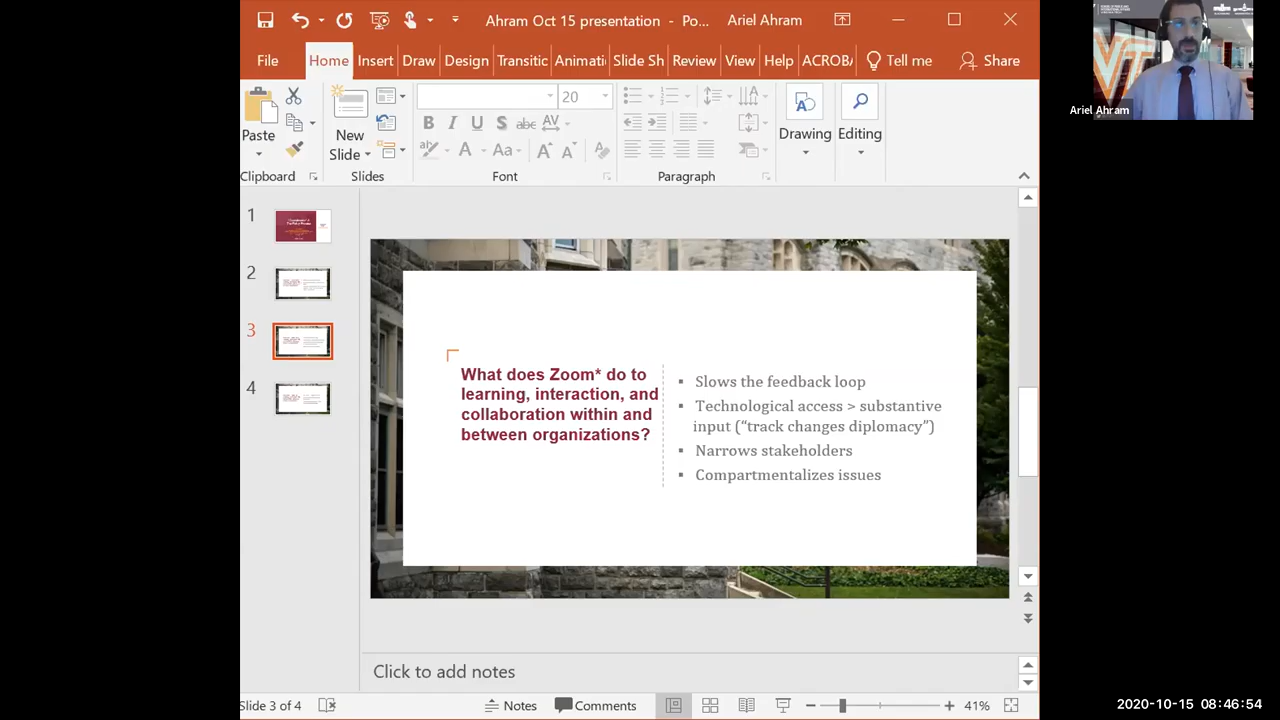 Ahram Oct 15 presentation - Po...
Ariel Ahram
File
Home
Insert
Draw
Design
Transitic
Animati
Slide Sh
Review
View
Help
ACROBA
Tell me
Share
Paste
New
Slide
20
B I U S abc AV
Aa
A
Drawing
Editing
Clipboard
Slides
Font
Paragraph
1
2
3
4
What does Zoom* do to
learning, interaction, and
collaboration within and
between organizations?
▪ Slows the feedback loop
▪ Technological access > substantive
input (“track changes diplomacy”)
▪ Narrows stakeholders
▪ Compartmentalizes issues
Click to add notes
Slide 3 of 4
Notes
Comments
41%
Ariel Ahram
2020-10-15 08:46:54